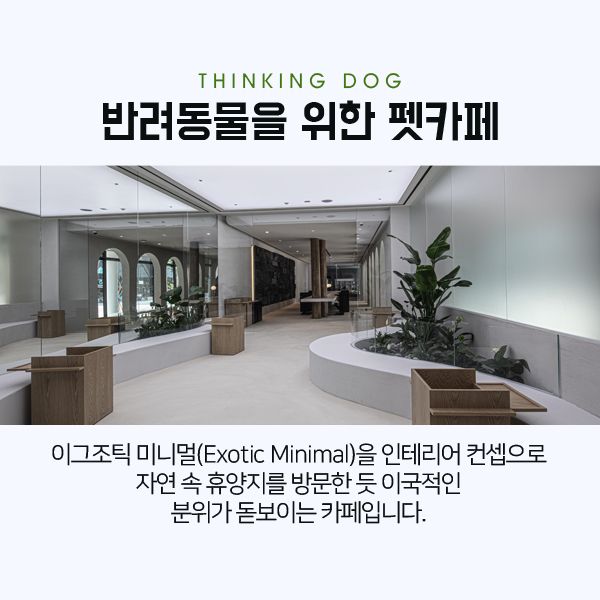 THINKING DOG
반려동물을 위한 펫카페
이그조틱 미니멀(Exotic Minimal)을 인테리어 컨셉으로
자연 속 휴양지를 방문한 듯 이국적인
분위가 돋보이는 카페입니다.